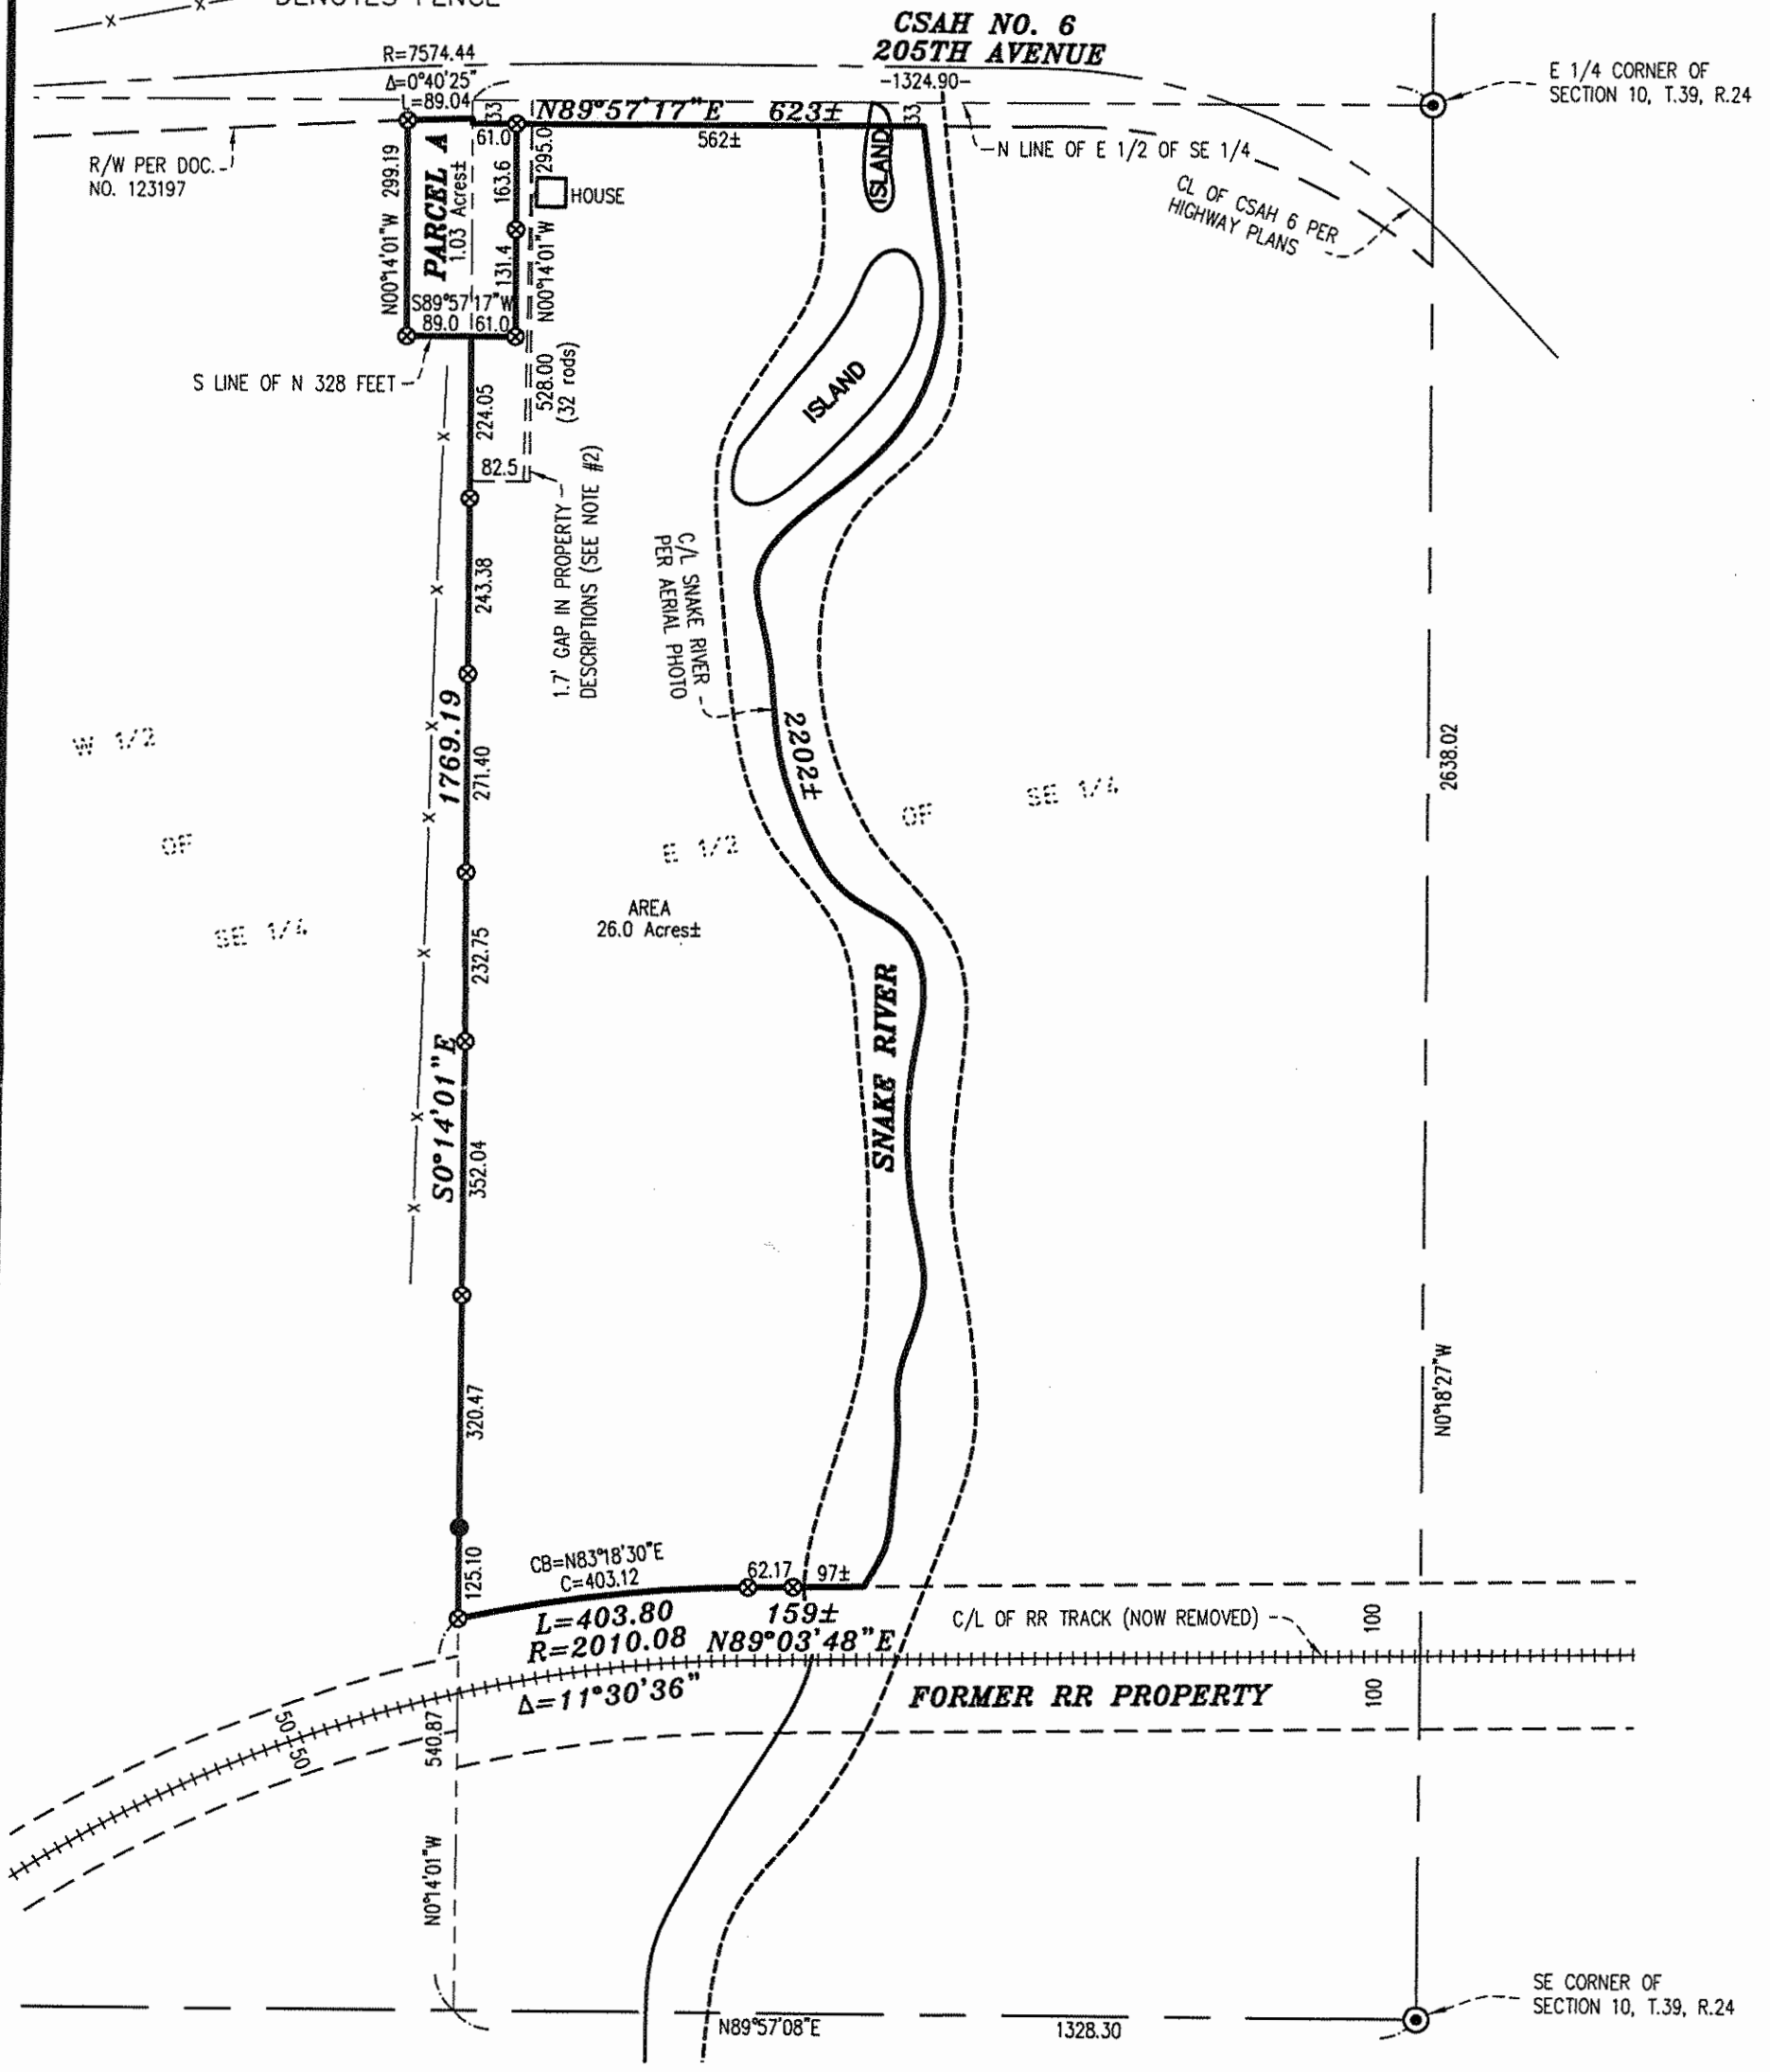 DENOTES FENCE
CSAH NO. 6
205TH AVENUE
-1324.90-
R=7574.44
Δ=0°40'25"
L=89.04
33
N89°57'17"E 623±
33
E 1/4 CORNER OF
SECTION 10, T.39, R.24
R/W PER DOC.
NO. 123197
61.0
562±
295.0
ISLAND
N LINE OF E 1/2 OF SE 1/4
CL OF CSAH 6 PER
HIGHWAY PLANS
N00°14'01"W 299.19
PARCEL A
1.03 Acres±
163.6
131.4
HOUSE
N00°14'01"W
S89°57'17"W
89.0
61.0
S LINE OF N 328 FEET
528.00
(32 rods)
224.05
82.5
ISLAND
1.7' GAP IN PROPERTY
DESCRIPTIONS (SEE NOTE #2)
C/L SNAKE RIVER
PER AERIAL PHOTO
243.38
1769.19
271.40
2202±
2638.02
W 1/2
OF
SE 1/4
E 1/2
OF
SE 1/4
AREA
26.0 Acres±
232.75
SNAKE RIVER
S0°14'01"E
352.04
320.47
N0°18'27"W
125.10
CB=N83°18'30"E
C=403.12
62.17
97±
L=403.80
159±
R=2010.08
N89°03'48"E
Δ=11°30'36"
C/L OF RR TRACK (NOW REMOVED)
100
100
FORMER RR PROPERTY
50
50
540.87
N0°14'01"W
N89°57'08"E
1328.30
SE CORNER OF
SECTION 10, T.39, R.24
x
x
x
x
x
x
x
x
x